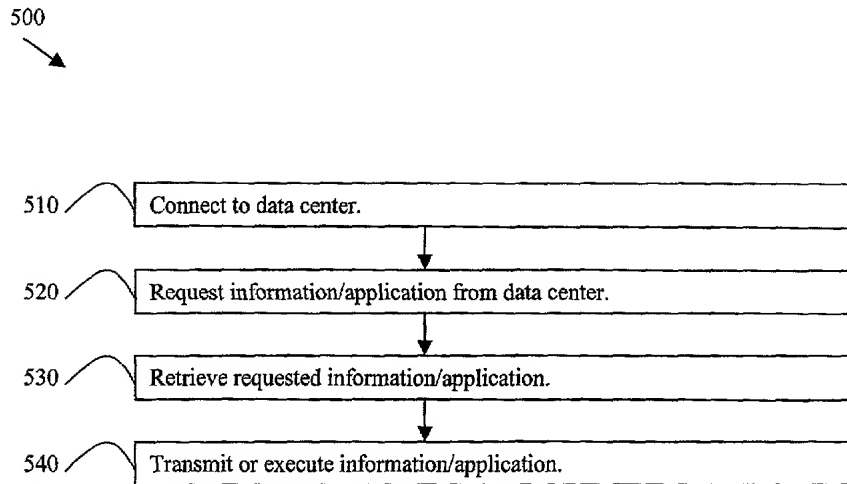 500
510 Connect to data center.
520 Request information/application from data center.
530 Retrieve requested information/application.
540 Transmit or execute information/application.